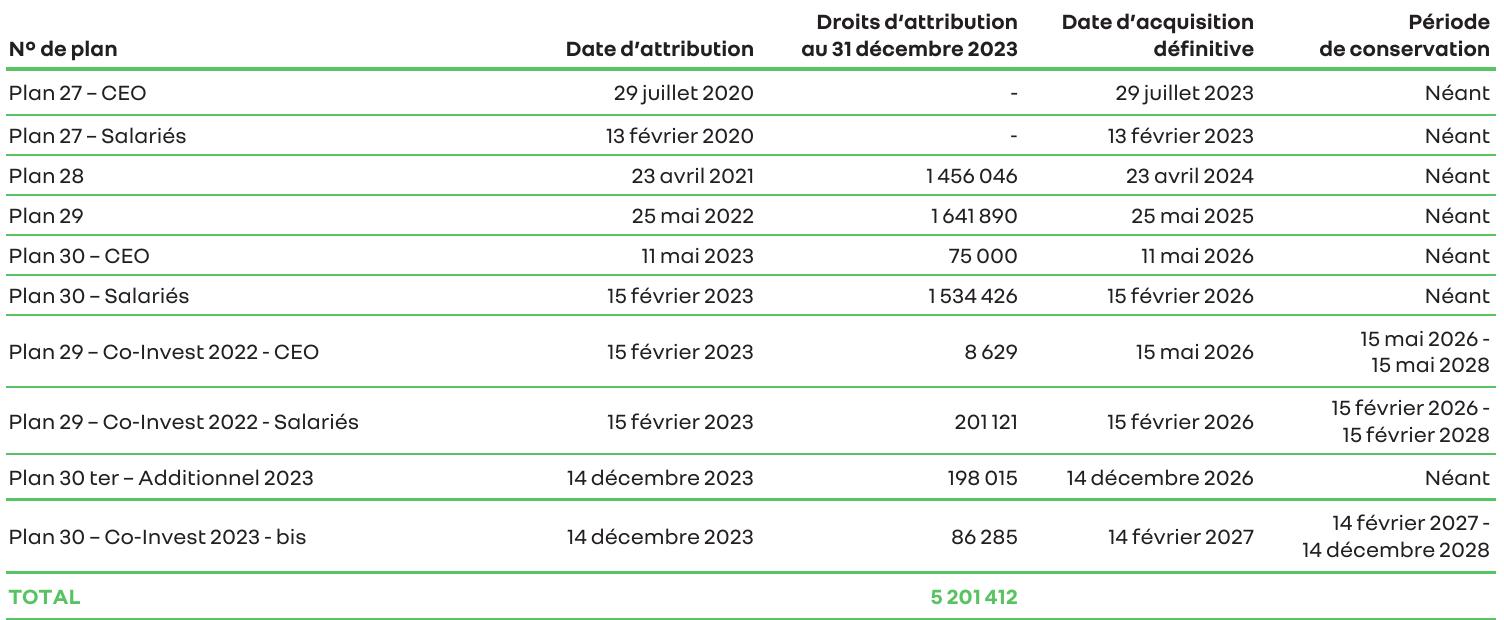 Nº de plan Date d'attribution Droits d'attribution au 31 décembre 2023 Date d'acquisition définitive Période de conservation
Plan 27 – CEO 29 juillet 2020 - 29 juillet 2023 Néant
Plan 27 – Salariés 13 février 2020 - 13 février 2023 Néant
Plan 28 23 avril 2021 1 456 046 23 avril 2024 Néant
Plan 29 25 mai 2022 1 641 890 25 mai 2025 Néant
Plan 30 – CEO 11 mai 2023 75 000 11 mai 2026 Néant
Plan 30 – Salariés 15 février 2023 1 534 426 15 février 2026 Néant
Plan 29 – Co-Invest 2022 - CEO 15 février 2023 8 629 15 mai 2026 15 mai 2026 - 15 mai 2028
Plan 29 – Co-Invest 2022 - Salariés 15 février 2023 201 121 15 février 2026 15 février 2026 - 15 février 2028
Plan 30 ter – Additionnel 2023 14 décembre 2023 198 015 14 décembre 2026 Néant
Plan 30 – Co-Invest 2023 - bis 14 décembre 2023 86 285 14 février 2027 14 février 2027 - 14 décembre 2028
TOTAL 5 201 412